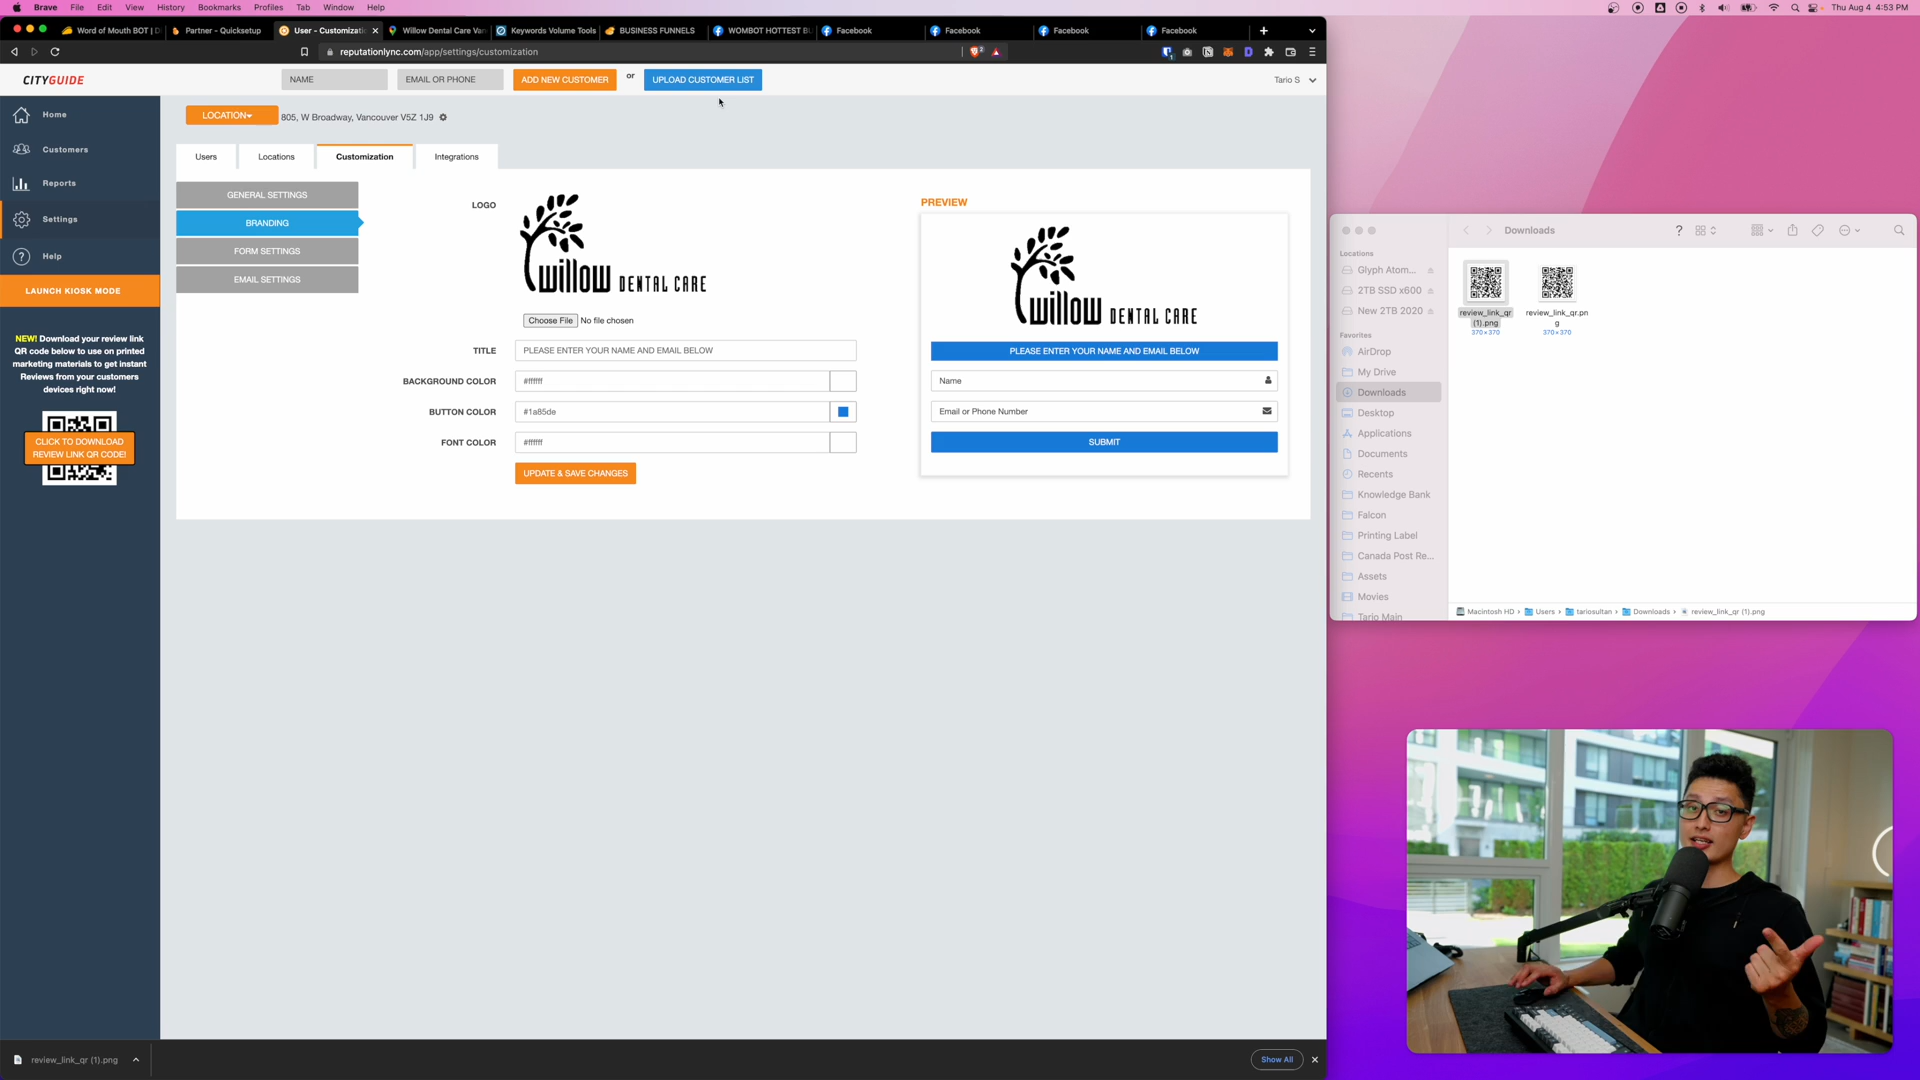 Brave File Edit View History Bookmarks Profiles Tab Window Help
Thu Aug 4 4:53 PM
Word of Mouth BOT | D
Partner - Quicksetup
User - Customizatio
Willow Dental Care Van
Keywords Volume Tools
BUSINESS FUNNELS
WOMBOT HOTTEST BU
Facebook
Facebook
Facebook
Facebook
reputationlync.com/app/settings/customization
CITYGUIDE
NAME
EMAIL OR PHONE
ADD NEW CUSTOMER
or
UPLOAD CUSTOMER LIST
Tario S
Home
Customers
Reports
Settings
Help
LAUNCH KIOSK MODE
NEW! Download your review link
QR code below to use on printed
marketing materials to get instant
Reviews from your customers
devices right now!
CLICK TO DOWNLOAD
REVIEW LINK QR CODE!
LOCATION
805, W Broadway, Vancouver V5Z 1J9
Users
Locations
Customization
Integrations
GENERAL SETTINGS
BRANDING
FORM SETTINGS
EMAIL SETTINGS
LOGO
willow DENTAL CARE
Choose File No file chosen
TITLE
PLEASE ENTER YOUR NAME AND EMAIL BELOW
BACKGROUND COLOR
#ffffff
BUTTON COLOR
#1a85de
FONT COLOR
#ffffff
UPDATE & SAVE CHANGES
PREVIEW
willow DENTAL CARE
PLEASE ENTER YOUR NAME AND EMAIL BELOW
Name
Email or Phone Number
SUBMIT
Downloads
Locations
Glyph Atom...
2TB SSD x600
New 2TB 2020
Favorites
AirDrop
My Drive
Downloads
Desktop
Applications
Documents
Recents
Knowledge Bank
Falcon
Printing Label
Canada Post Re...
Assets
Movies
Tario Main
review_link_qr
(1).png
370×370
review_link_qr.pn
g
370×370
Macintosh HD › Users › tariosultan › Downloads › review_link_qr (1).png
review_link_qr (1).png
Show All